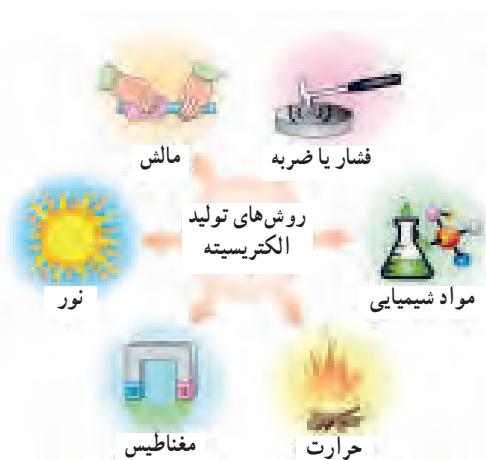 فشار یا ضربه
مالش
روش‌های تولید
الکتریسیته
مواد شیمیایی
نور
حرارت
مغناطیس